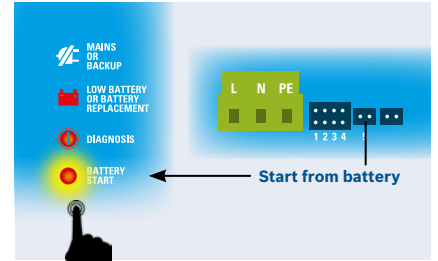 MAINS
OR
BACKUP
LOW BATTERY
OR BATTERY
REPLACEMENT
DIAGNOSIS
BATTERY
START
L N PE
1 2 3 4 5
Start from battery